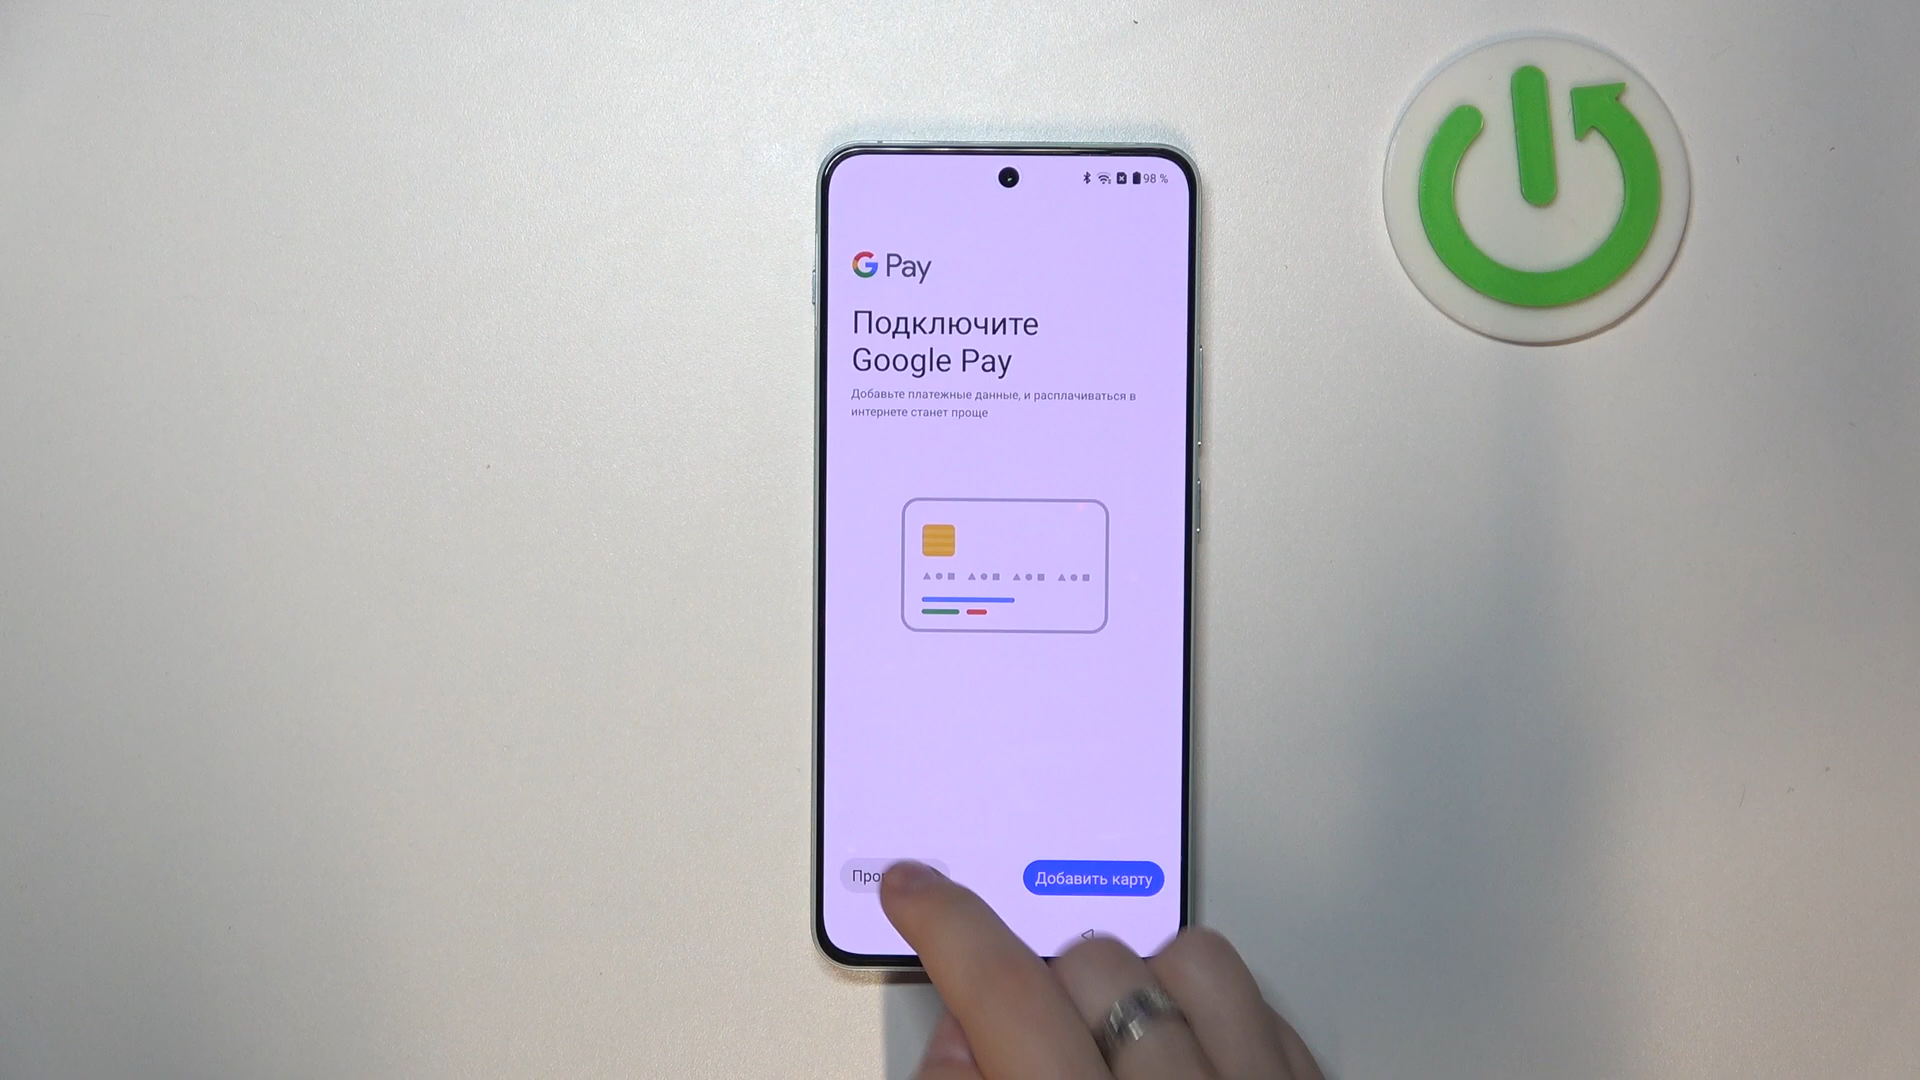 98 %
G Pay
Подключите
Google Pay
Добавьте платежные данные, и расплачиваться в
интернете станет проще
Добавить карту